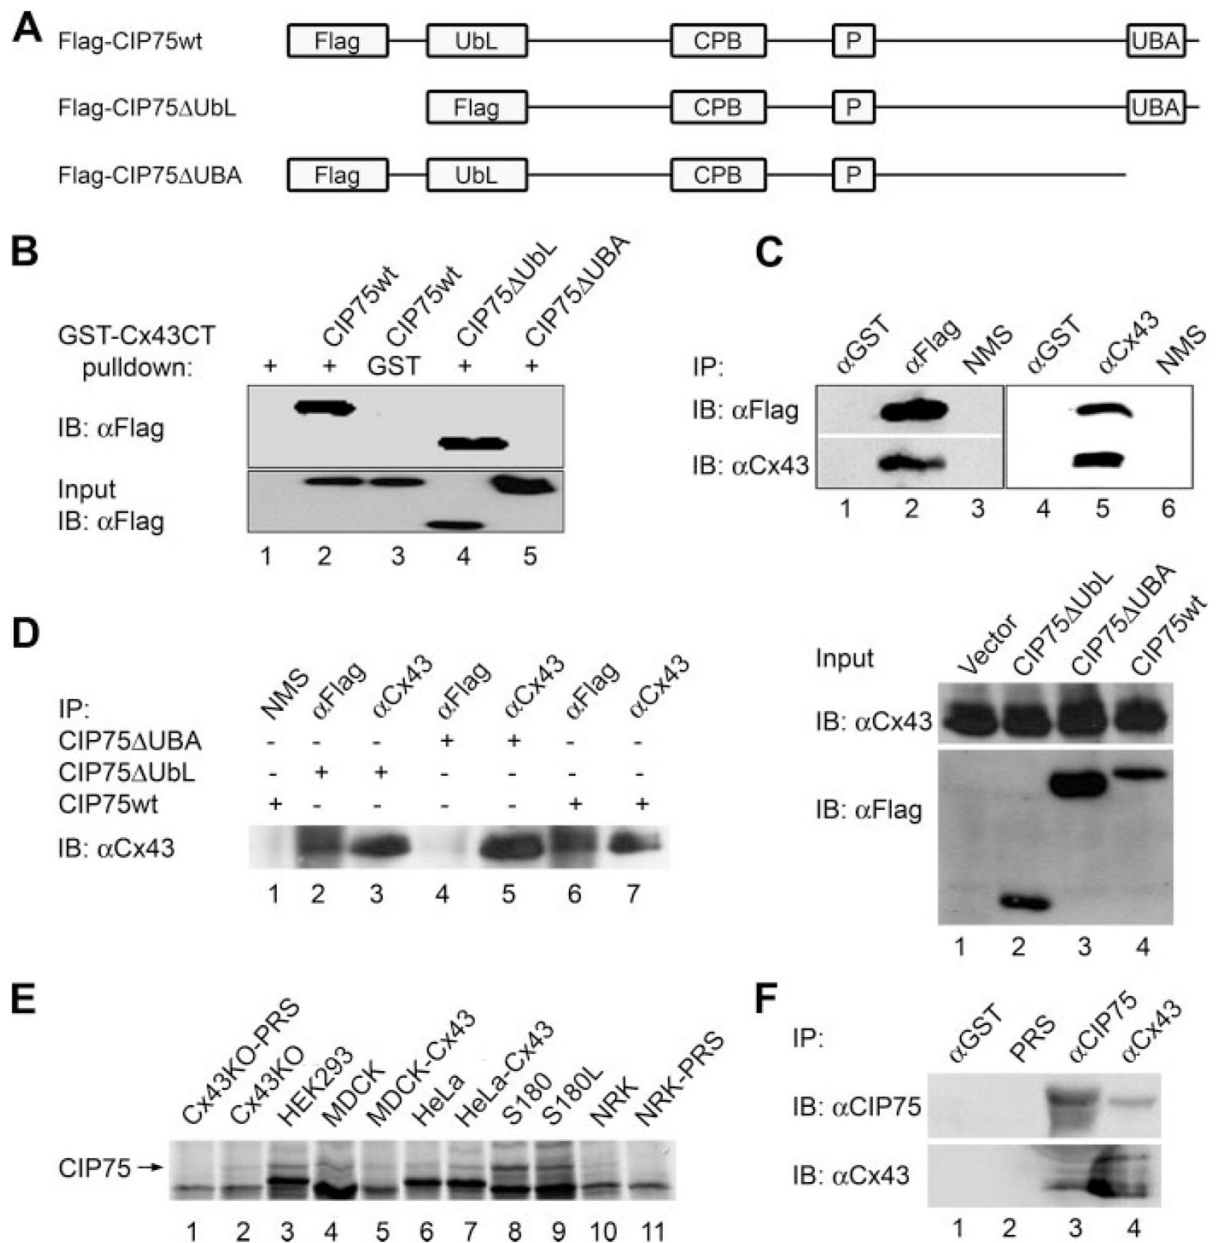 A
Flag-CIP75wt Flag UbL CPB P UBA
Flag-CIP75ΔUbL Flag CPB P UBA
Flag-CIP75ΔUBA Flag UbL CPB P
B
CIP75wt CIP75wt CIP75ΔUbL CIP75ΔUBA
GST-Cx43CT
pulldown: + + GST + +
IB: αFlag
Input
IB: αFlag
1 2 3 4 5
C
IP: αGST αFlag NMS αGST αCx43 NMS
IB: αFlag
IB: αCx43
1 2 3 4 5 6
D
IP: NMS αFlag αCx43 αFlag αCx43 αFlag αCx43
CIP75ΔUBA - - - + + - -
CIP75ΔUbL - + + - - - -
CIP75wt + - - - - + +
IB: αCx43
1 2 3 4 5 6 7
Input Vector CIP75ΔUbL CIP75ΔUBA CIP75wt
IB: αCx43
IB: αFlag
1 2 3 4
E
Cx43KO-PRS Cx43KO HEK293 MDCK MDCK-Cx43 HeLa HeLa-Cx43 S180 S180L NRK NRK-PRS
CIP75
1 2 3 4 5 6 7 8 9 10 11
F
IP: αGST PRS αCIP75 αCx43
IB: αCIP75
IB: αCx43
1 2 3 4